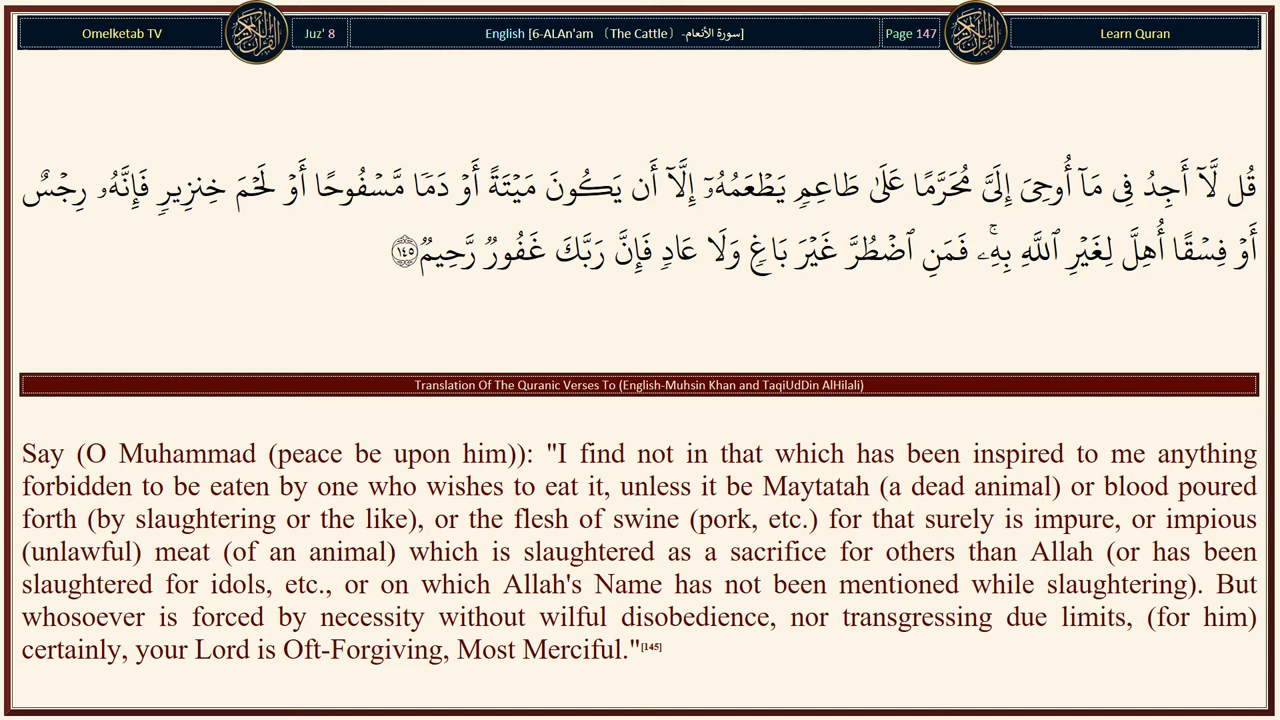 Omelketab TV
Juz' 8
English [6-ALAn'am （The Cattle） -سورة الأنعام]
Page 147
Learn Quran
قُل لَّآ أَجِدُ فِى مَآ أُوحِىَ إِلَىَّ مُحَرَّمًا عَلَىٰ طَاعِمٍۢ يَطْعَمُهُۥٓ إِلَّآ أَن يَكُونَ مَيْتَةً أَوْ دَمًۭا مَّسْفُوحًا أَوْ لَحْمَ خِنزِيرٍۢ فَإِنَّهُۥ رِجْسٌ
أَوْ فِسْقًا أُهِلَّ لِغَيْرِ ٱللَّهِ بِهِۦ ۚ فَمَنِ ٱضْطُرَّ غَيْرَ بَاغٍۢ وَلَا عَادٍۢ فَإِنَّ رَبَّكَ غَفُورٌۭ رَّحِيمٌۭ ١٤٥
Translation Of The Quranic Verses To (English-Muhsin Khan and TaqiUdDin AlHilali)
Say (O Muhammad (peace be upon him)): "I find not in that which has been inspired to me anything
forbidden to be eaten by one who wishes to eat it, unless it be Maytatah (a dead animal) or blood poured
forth (by slaughtering or the like), or the flesh of swine (pork, etc.) for that surely is impure, or impious
(unlawful) meat (of an animal) which is slaughtered as a sacrifice for others than Allah (or has been
slaughtered for idols, etc., or on which Allah's Name has not been mentioned while slaughtering). But
whosoever is forced by necessity without wilful disobedience, nor transgressing due limits, (for him)
certainly, your Lord is Oft-Forgiving, Most Merciful."[145]